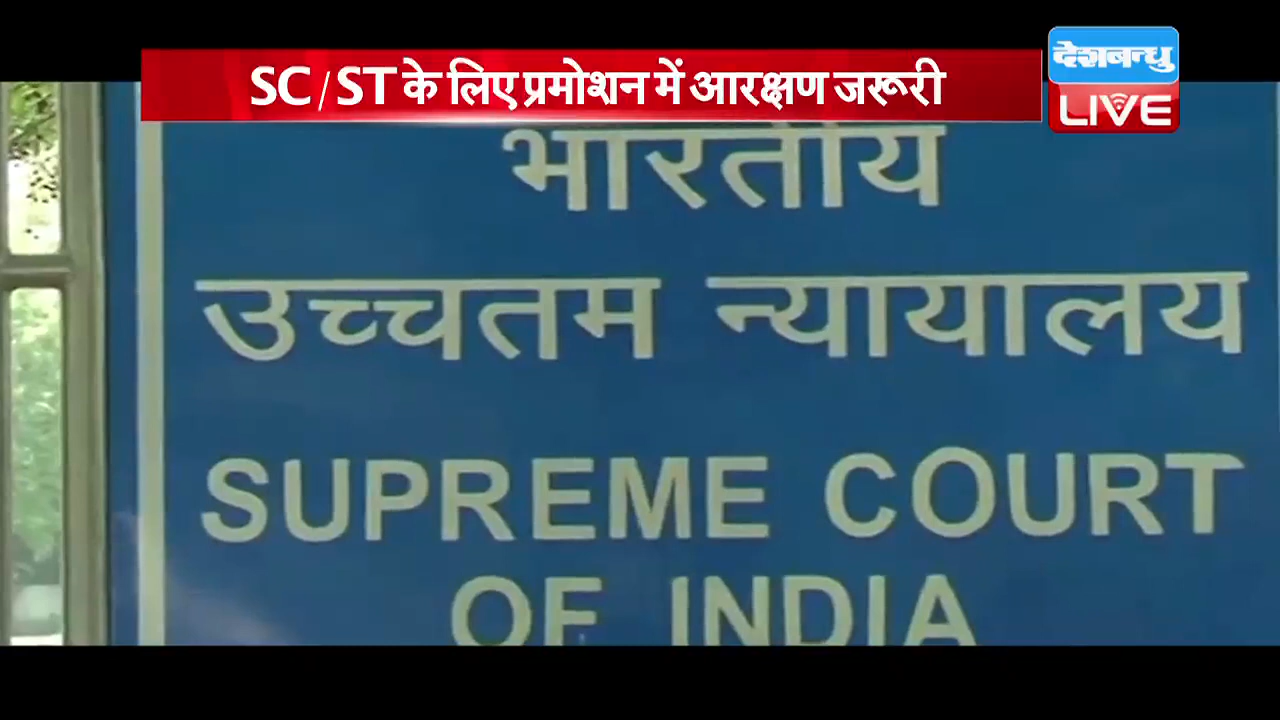 SC/ST के लिए प्रमोशन में आरक्षण जरूरी
देशबन्धु
LIVE
भारतीय
उच्चतम न्यायालय
SUPREME COURT
OF INDIA